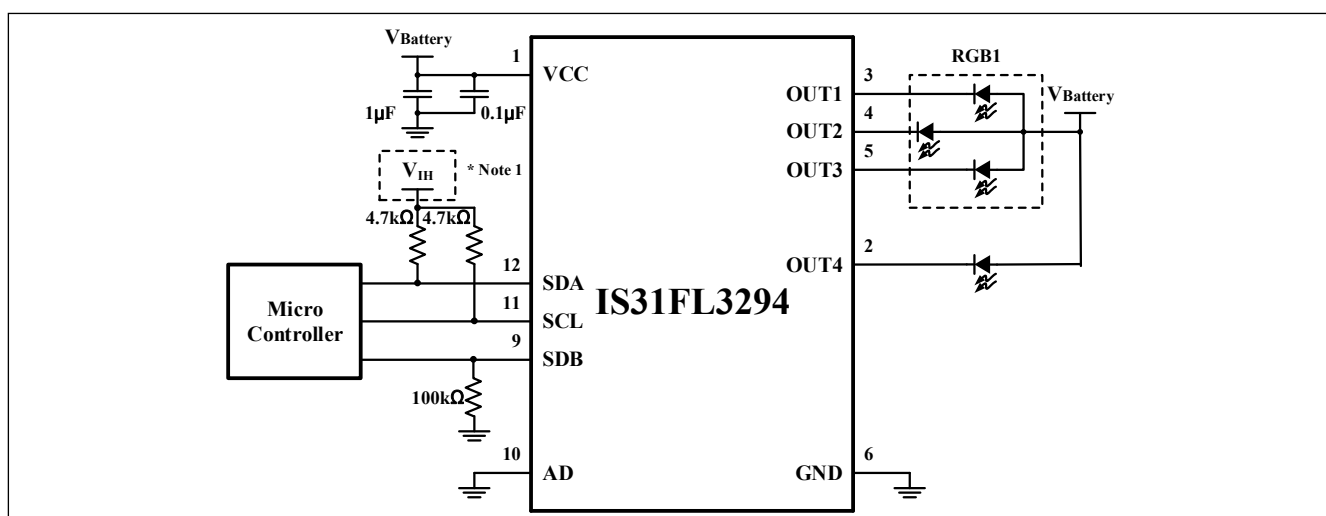 VBattery
1
VCC
1µF
0.1µF
VIH
* Note 1
4.7kΩ 4.7kΩ
Micro
Controller
12
SDA
11
SCL
9
SDB
100kΩ
10
AD
IS31FL3294
RGB1
3
OUT1
VBattery
4
OUT2
5
OUT3
2
OUT4
6
GND